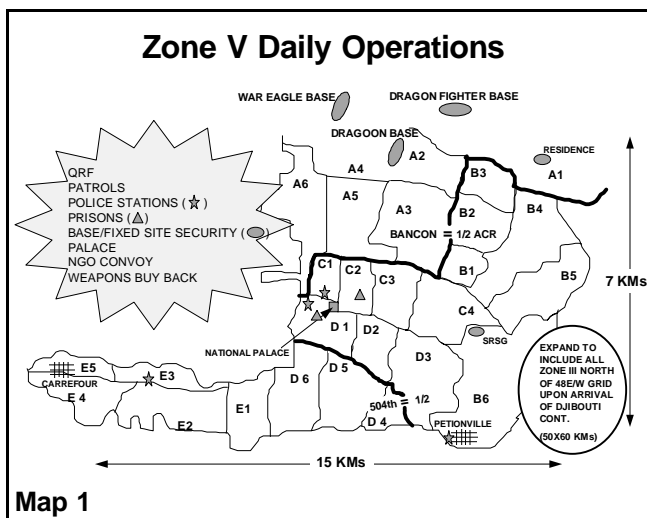 Zone V Daily Operations
WAR EAGLE BASE
DRAGON FIGHTER BASE
DRAGOON BASE
RESIDENCE
QRF
PATROLS
POLICE STATIONS ( )
PRISONS ( )
BASE/FIXED SITE SECURITY ( )
PALACE
NGO CONVOY
WEAPONS BUY BACK
A6
A4
A5
A2
A3
B3
A1
B2
B4
BANCON = 1/2 ACR
B1
B5
C1
C2
C3
C4
7 KMs
D 1
D2
NATIONAL PALACE
SRSG
D3
E5
E3
CARREFOUR
E 4
D 6
D 5
E1
E2
504th = 1/2
D 4
B6
PETIONVILLE
EXPAND TO
INCLUDE ALL
ZONE III NORTH
OF 48E/W GRID
UPON ARRIVAL
OF DJIBOUTI
CONT.
(50X60 KMs)
15 KMs
Map 1